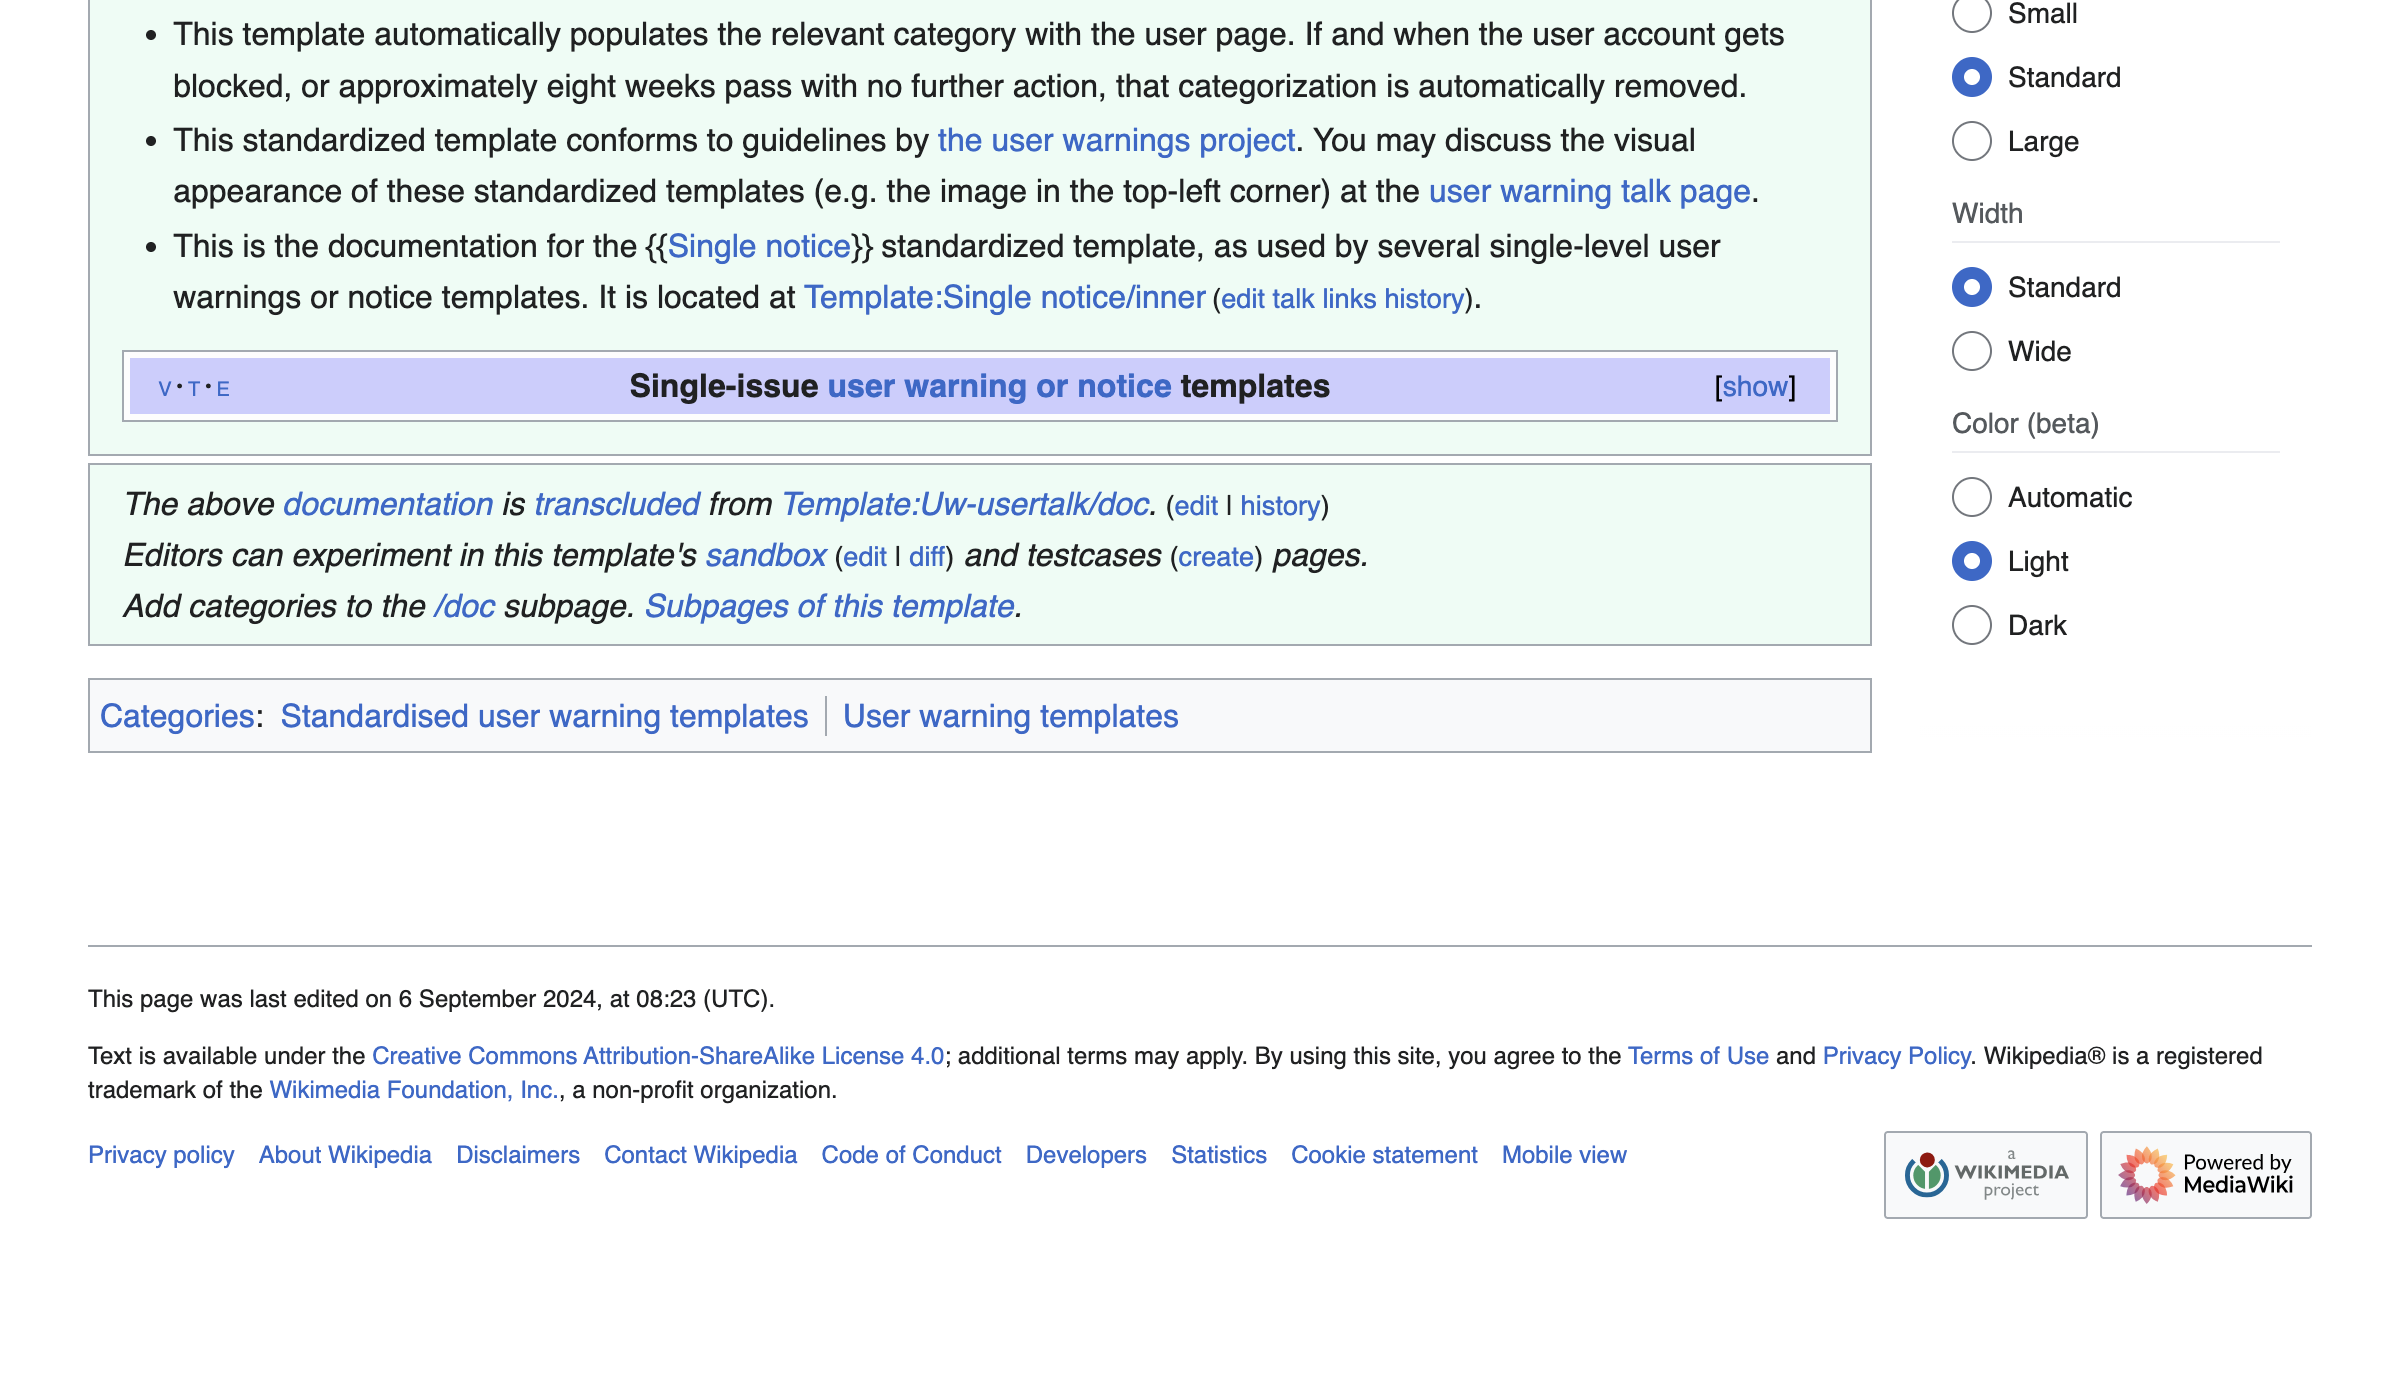 • This template automatically populates the relevant category with the user page. If and when the user account gets
blocked, or approximately eight weeks pass with no further action, that categorization is automatically removed.
• This standardized template conforms to guidelines by the user warnings project. You may discuss the visual
appearance of these standardized templates (e.g. the image in the top-left corner) at the user warning talk page.
• This is the documentation for the {{Single notice}} standardized template, as used by several single-level user
warnings or notice templates. It is located at Template:Single notice/inner (edit talk links history).
V · T · E Single-issue user warning or notice templates [show]
The above documentation is transcluded from Template:Uw-usertalk/doc. (edit | history)
Editors can experiment in this template's sandbox (edit | diff) and testcases (create) pages.
Add categories to the /doc subpage. Subpages of this template.
Categories: Standardised user warning templates | User warning templates
Small
Standard
Large
Width
Standard
Wide
Color (beta)
Automatic
Light
Dark
This page was last edited on 6 September 2024, at 08:23 (UTC).
Text is available under the Creative Commons Attribution-ShareAlike License 4.0; additional terms may apply. By using this site, you agree to the Terms of Use and Privacy Policy. Wikipedia® is a registered
trademark of the Wikimedia Foundation, Inc., a non-profit organization.
Privacy policy About Wikipedia Disclaimers Contact Wikipedia Code of Conduct Developers Statistics Cookie statement Mobile view
a
WIKIMEDIA
project
Powered by
MediaWiki